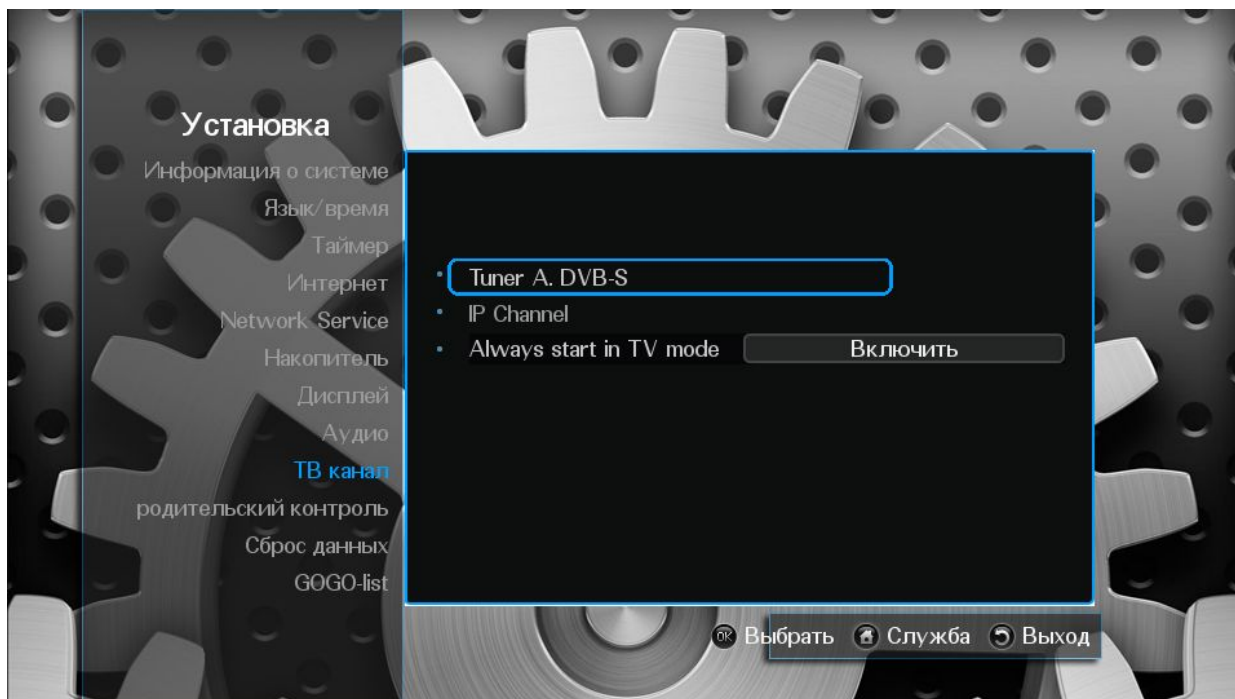 Установка
Информация о системе
Язык/время
Таймер
Интернет
Network Service
Накопитель
Дисплей
Аудио
ТВ канал
родительский контроль
Сброс данных
GOGO-list
Tuner A. DVB-S
IP Channel
Always start in TV mode Включить
OK Выбрать Служба Выход